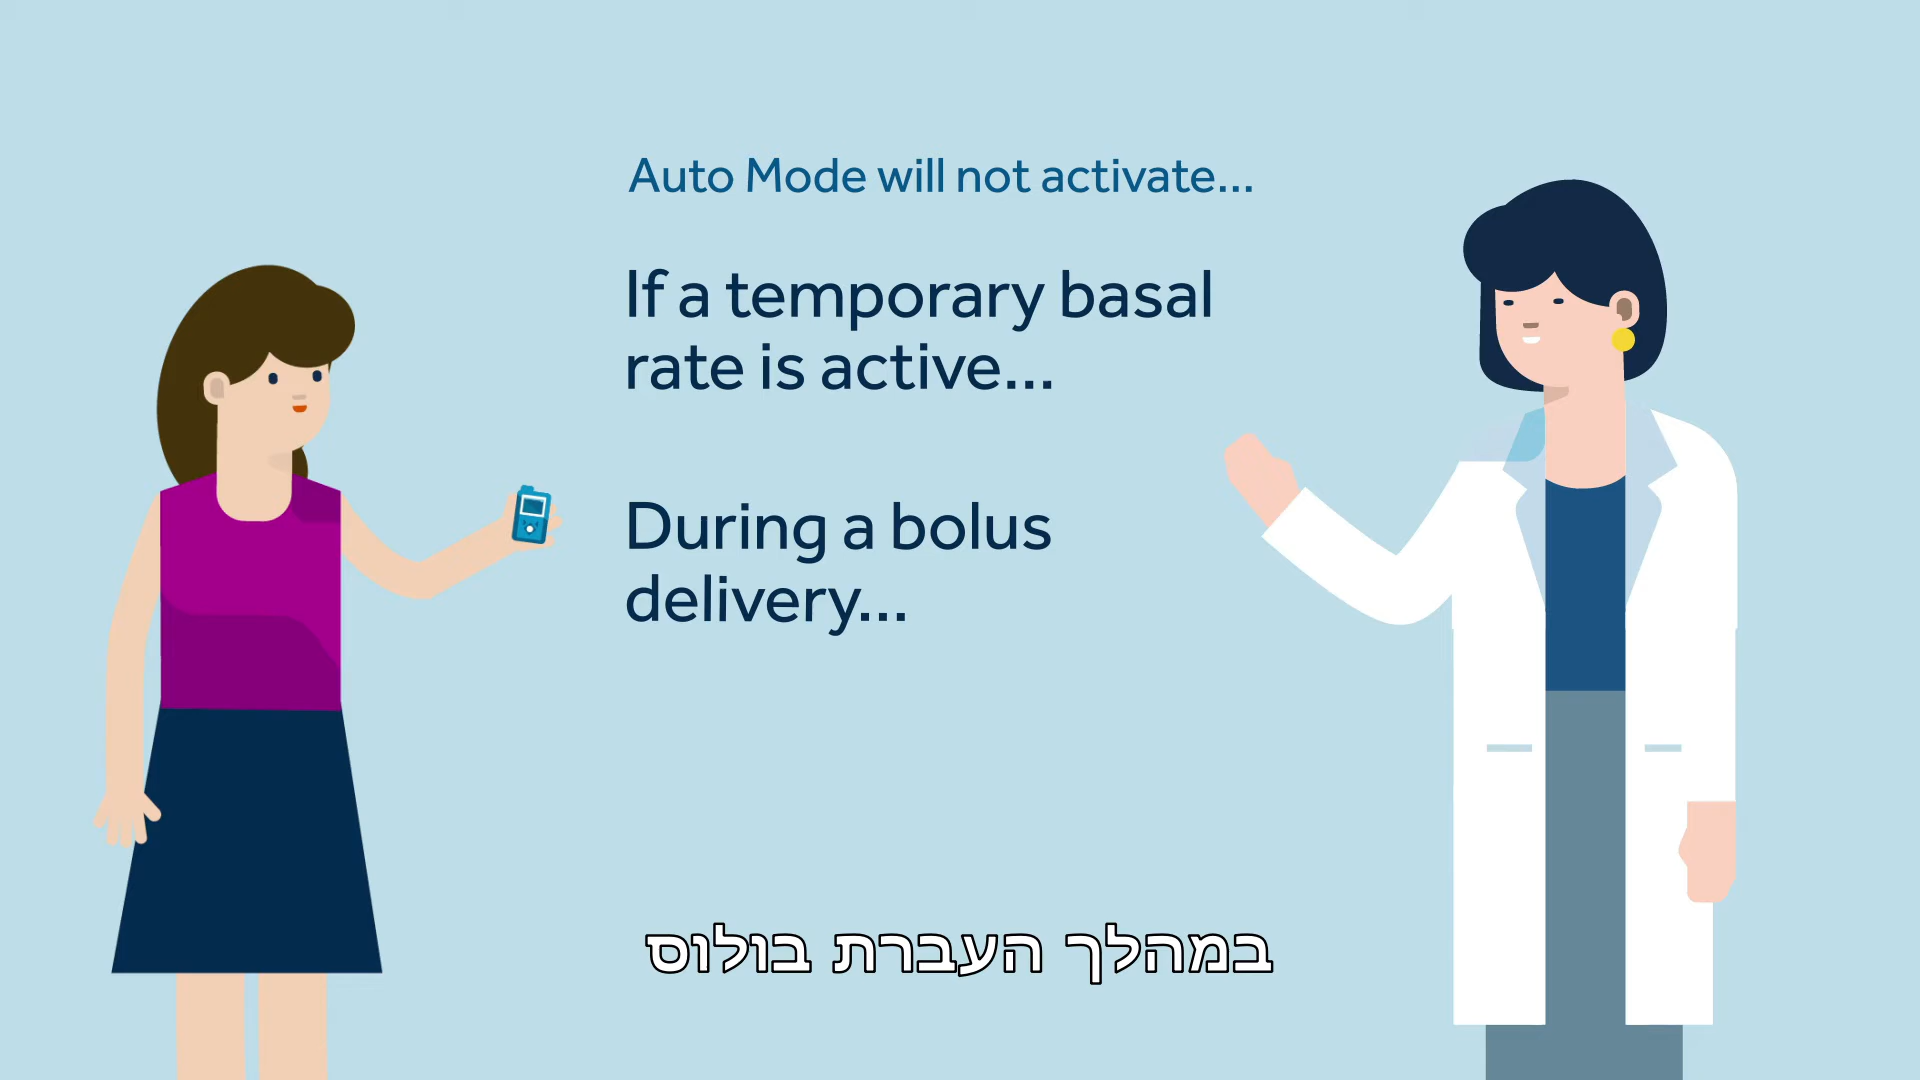 Auto Mode will not activate...
If a temporary basal
rate is active...
During a bolus
delivery...
במהלך העברת בולוס